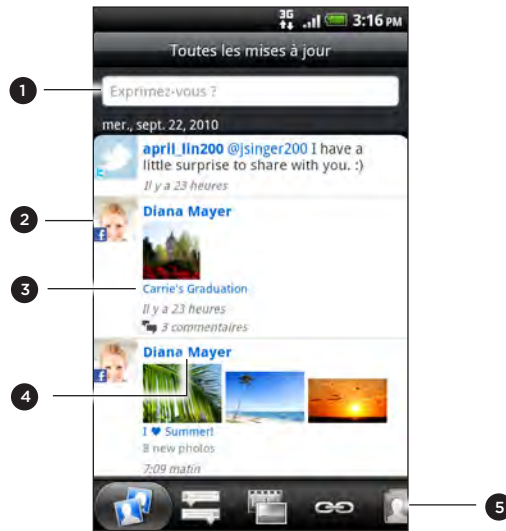 3G 3:16 PM
Toutes les mises à jour
1
Exprimez-vous ?
mer., sept. 22, 2010
april_lin200 @jsinger200 I have a
little surprise to share with you. :)
Il y a 23 heures
2
Diana Mayer
3
Carrie's Graduation
Il y a 23 heures
3 commentaires
Diana Mayer
4
I ♥ Summer!
8 new photos
7:09 matin
5